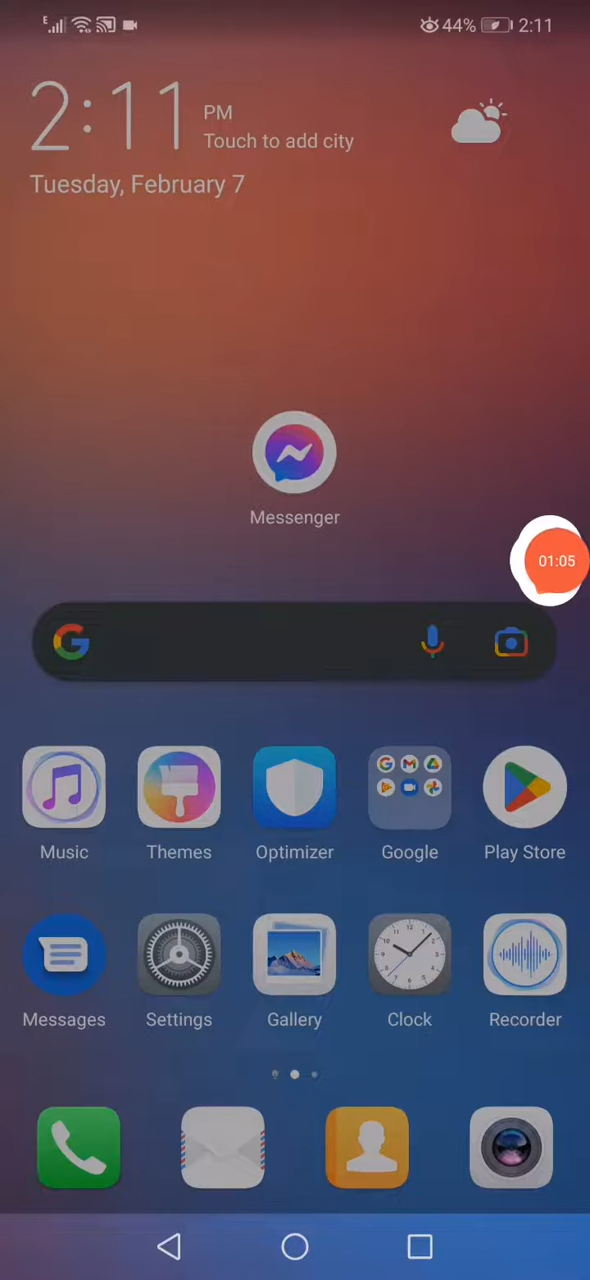 E 44% 2:11
2:11 PM
Touch to add city
Tuesday, February 7
Messenger
01:05
Music Themes Optimizer Google Play Store
Messages Settings Gallery Clock Recorder